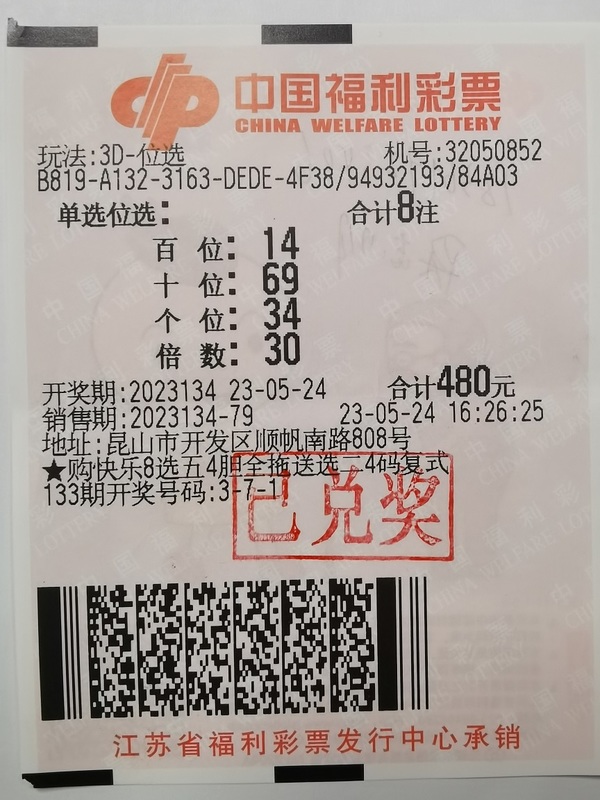 中国福利彩票
CHINA WELFARE LOTTERY
玩法:3D-位选 机号:32050852
B819-A132-3163-DEDE-4F38/94932193/84A03
单选位选: 合计8注
百 位: 14
十 位: 69
个 位: 34
倍 数: 30
开奖期:2023134 23-05-24 合计480元
销售期:2023134-79 23-05-24 16:26:25
地址:昆山市开发区顺帆南路808号
★购快乐8选五4胆全拖送选二4码复式
133期开奖号码:3-7-1
已兑奖
江苏省福利彩票发行中心承销